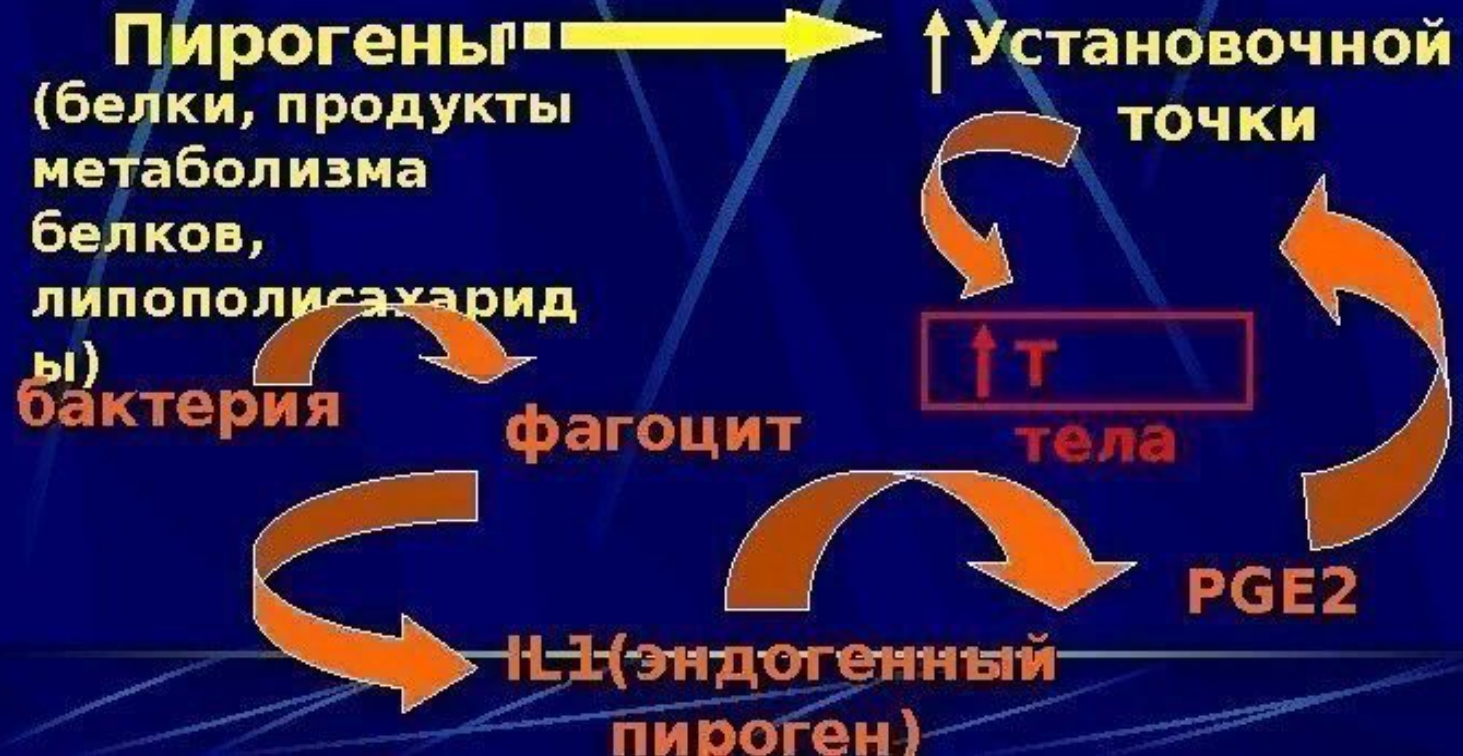 Пирогены
(белки, продукты
метаболизма
белков,
липополисахарид
ы)
↑ Установочной
точки
бактерия
фагоцит
↑ т
тела
IL1(эндогенный
пироген)
PGE2